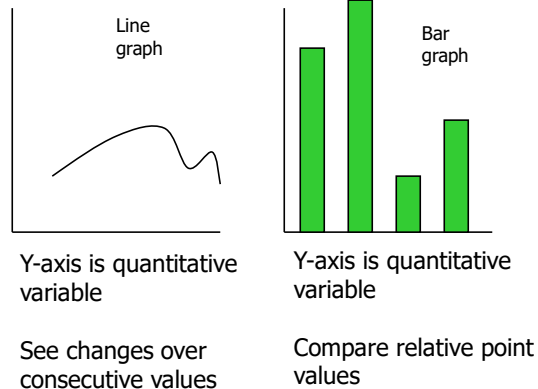 Line
graph
Y-axis is quantitative
variable
See changes over
consecutive values
Bar
graph
Y-axis is quantitative
variable
Compare relative point
values